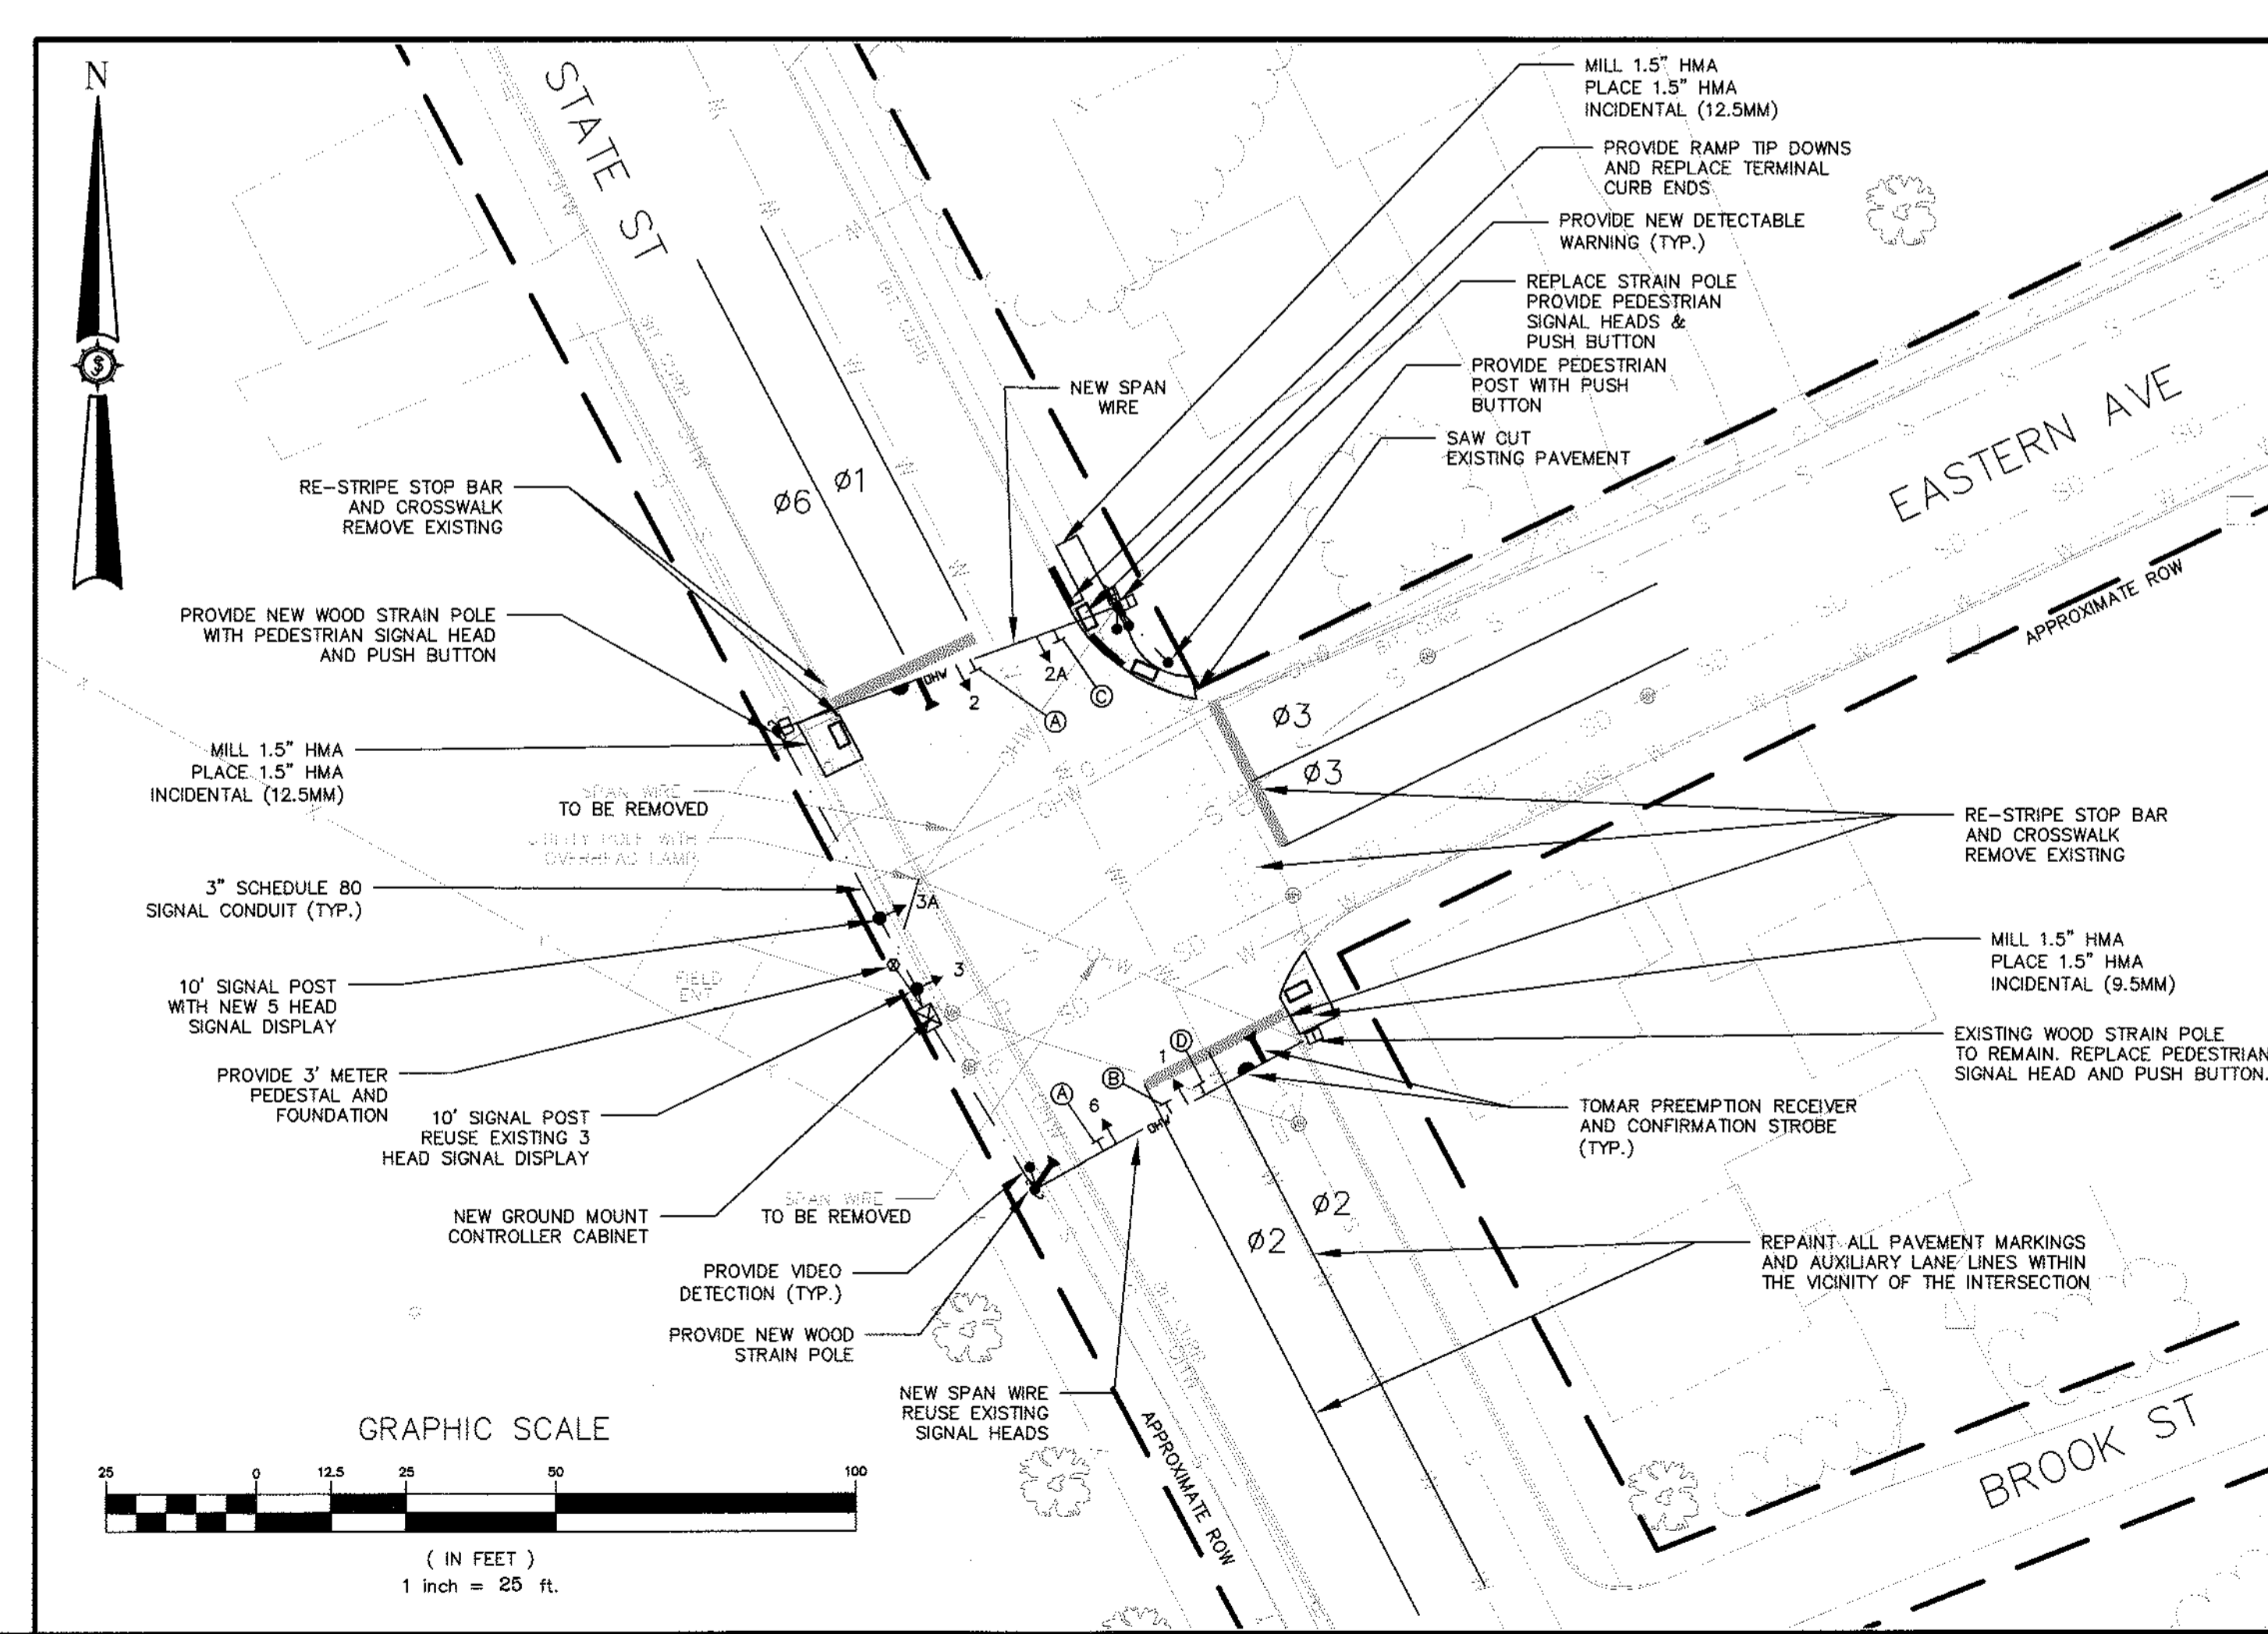 N
STATE ST
MILL 1.5" HMA
PLACE 1.5" HMA
INCIDENTAL (12.5MM)
PROVIDE RAMP TIP DOWNS
AND REPLACE TERMINAL
CURB ENDS
PROVIDE NEW DETECTABLE
WARNING (TYP.)
REPLACE STRAIN POLE
PROVIDE PEDESTRIAN
SIGNAL HEADS &
PUSH BUTTON
PROVIDE PEDESTRIAN
POST WITH PUSH
BUTTON
SAW CUT
EXISTING PAVEMENT
NEW SPAN
WIRE
EASTERN AVE
APPROXIMATE ROW
RE-STRIPE STOP BAR
AND CROSSWALK
REMOVE EXISTING
Ø6
Ø1
PROVIDE NEW WOOD STRAIN POLE
WITH PEDESTRIAN SIGNAL HEAD
AND PUSH BUTTON
OHW
2
2A
A
C
Ø3
Ø3
MILL 1.5" HMA
PLACE 1.5" HMA
INCIDENTAL (12.5MM)
SPAN WIRE
TO BE REMOVED
UTILITY POLE WITH
OVERHEAD LAMP
RE-STRIPE STOP BAR
AND CROSSWALK
REMOVE EXISTING
3" SCHEDULE 80
SIGNAL CONDUIT (TYP.)
3A
3
FIELD
ENT
10' SIGNAL POST
WITH NEW 5 HEAD
SIGNAL DISPLAY
MILL 1.5" HMA
PLACE 1.5" HMA
INCIDENTAL (9.5MM)
EXISTING WOOD STRAIN POLE
TO REMAIN. REPLACE PEDESTRIAN
SIGNAL HEAD AND PUSH BUTTON.
PROVIDE 3' METER
PEDESTAL AND
FOUNDATION
10' SIGNAL POST
REUSE EXISTING 3
HEAD SIGNAL DISPLAY
1
D
B
A
6
OHW
TOMAR PREEMPTION RECEIVER
AND CONFIRMATION STROBE
(TYP.)
SPAN WIRE
TO BE REMOVED
NEW GROUND MOUNT
CONTROLLER CABINET
Ø2
Ø2
REPAINT ALL PAVEMENT MARKINGS
AND AUXILIARY LANE LINES WITHIN
THE VICINITY OF THE INTERSECTION
PROVIDE VIDEO
DETECTION (TYP.)
PROVIDE NEW WOOD
STRAIN POLE
NEW SPAN WIRE
REUSE EXISTING
SIGNAL HEADS
APPROXIMATE ROW
BROOK ST
GRAPHIC SCALE
25 0 12.5 25 50 100
( IN FEET )
1 inch = 25 ft.